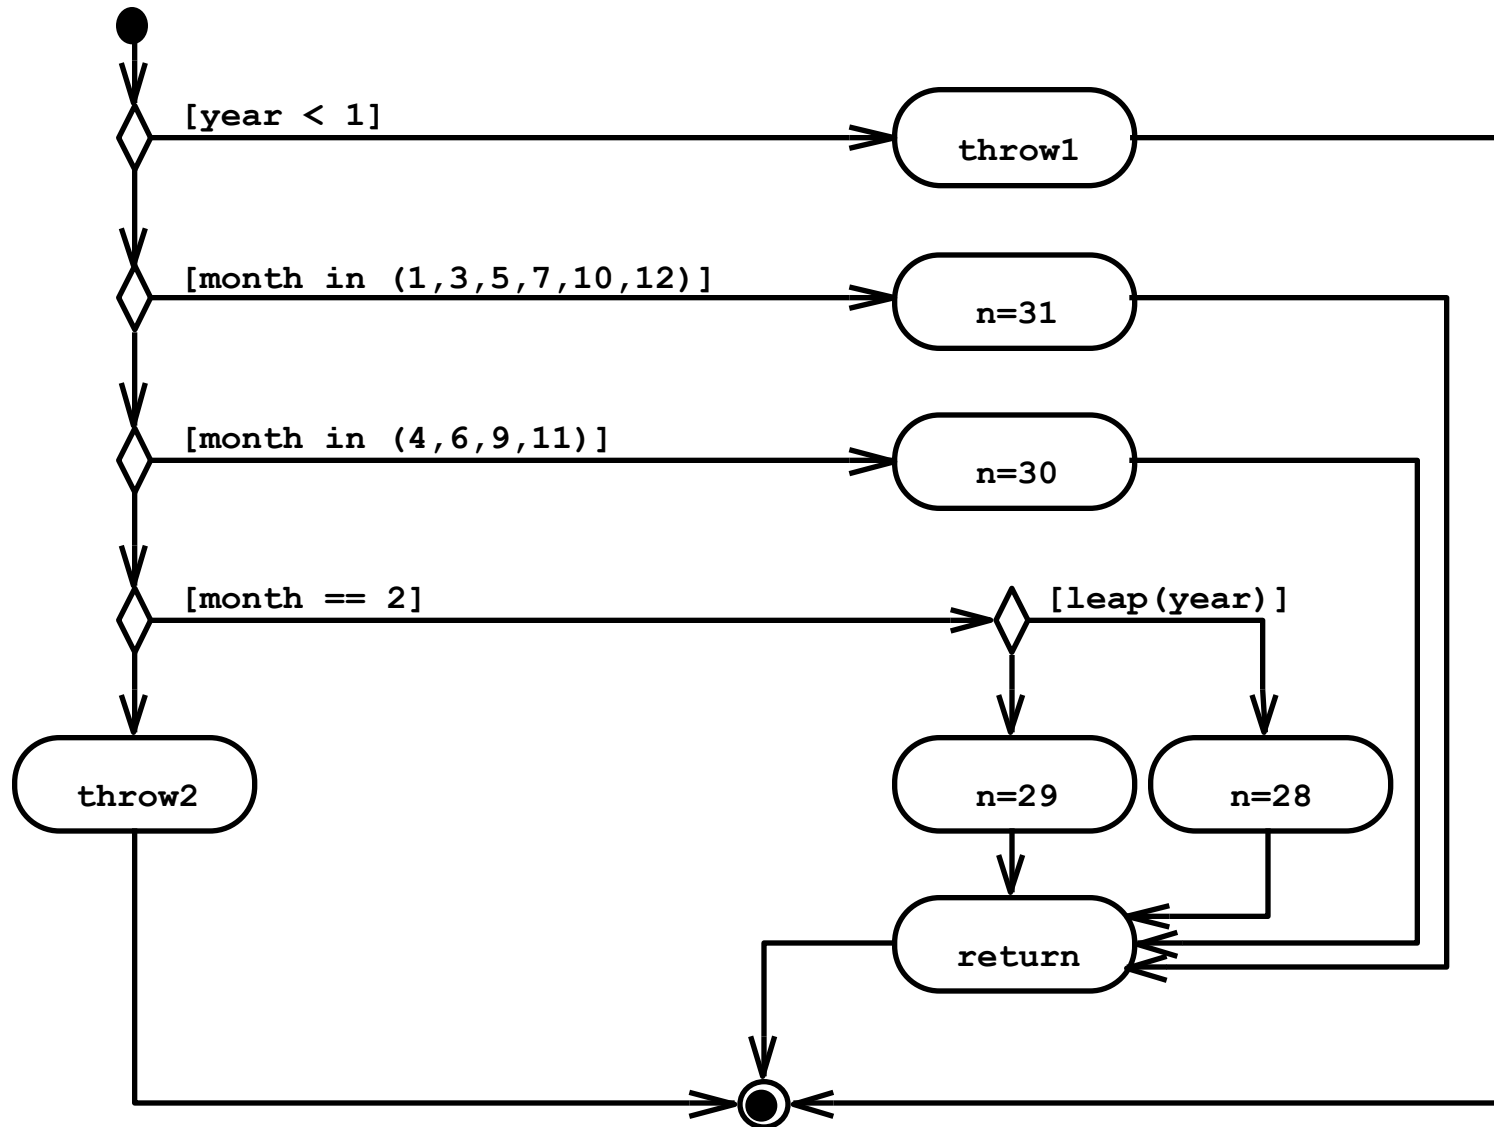 [year < 1]
throw1
[month in (1,3,5,7,10,12)]
n=31
[month in (4,6,9,11)]
n=30
[month == 2]
[leap(year)]
throw2
n=29
n=28
return